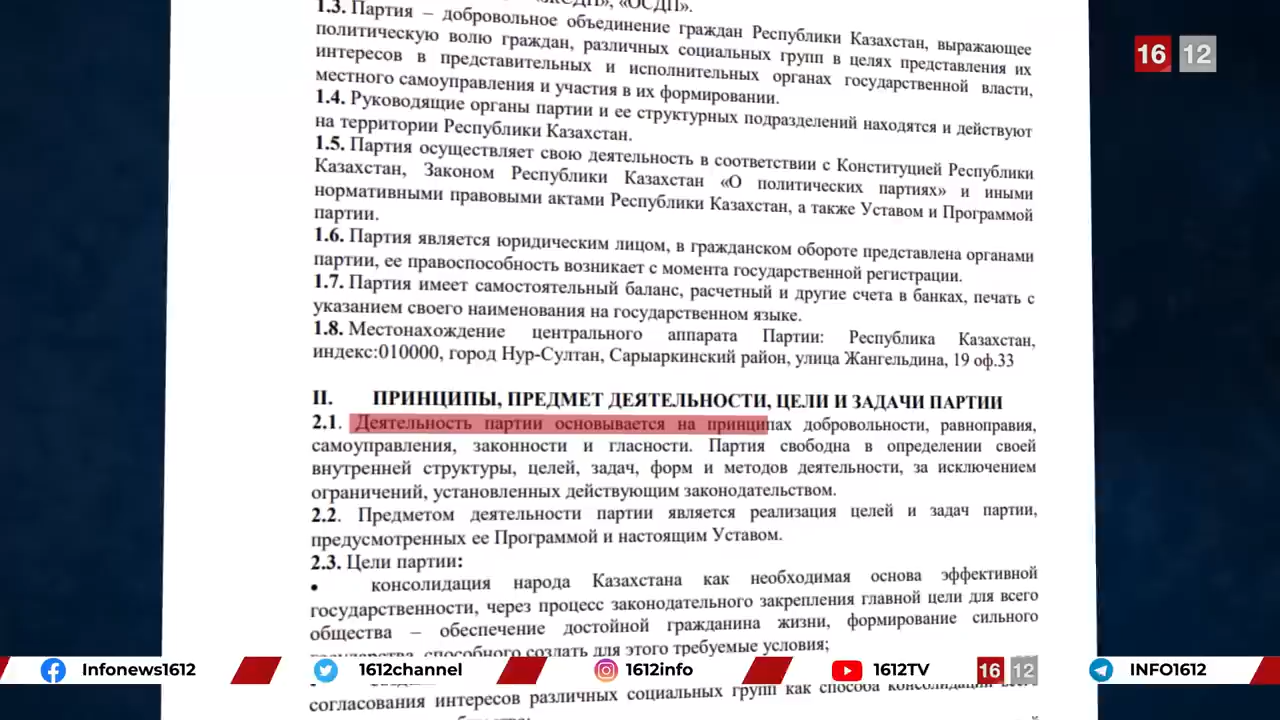 «ОСДП».
1.3. Партия – добровольное объединение граждан Республики Казахстан, выражающее
политическую волю граждан, различных социальных групп в целях представления их
интересов в представительных и исполнительных органах государственной власти,
местного самоуправления и участия в их формировании.
1.4. Руководящие органы партии и ее структурных подразделений находятся и действуют
на территории Республики Казахстан.
1.5. Партия осуществляет свою деятельность в соответствии с Конституцией Республики
Казахстан, Законом Республики Казахстан «О политических партиях» и иными
нормативными правовыми актами Республики Казахстан, а также Уставом и Программой
партии.
1.6. Партия является юридическим лицом, в гражданском обороте представлена органами
партии, ее правоспособность возникает с момента государственной регистрации.
1.7. Партия имеет самостоятельный баланс, расчетный и другие счета в банках, печать с
указанием своего наименования на государственном языке.
1.8. Местонахождение центрального аппарата Партии: Республика Казахстан,
индекс:010000, город Нур-Султан, Сарыаркинский район, улица Жангельдина, 19 оф.33
II. ПРИНЦИПЫ, ПРЕДМЕТ ДЕЯТЕЛЬНОСТИ, ЦЕЛИ И ЗАДАЧИ ПАРТИИ
2.1. Деятельность партии основывается на принципах добровольности, равноправия,
самоуправления, законности и гласности. Партия свободна в определении своей
внутренней структуры, целей, задач, форм и методов деятельности, за исключением
ограничений, установленных действующим законодательством.
2.2. Предметом деятельности партии является реализация целей и задач партии,
предусмотренных ее Программой и настоящим Уставом.
2.3. Цели партии:
• консолидация народа Казахстана как необходимая основа эффективной
государственности, через процесс законодательного закрепления главной цели для всего
общества – обеспечение достойной гражданина жизни, формирование сильного
государства, способного создать для этого требуемые условия;
согласования интересов различных социальных групп как способа консолидации
16 12
Infonews1612
1612channel
1612info
1612TV
16 12
INFO1612